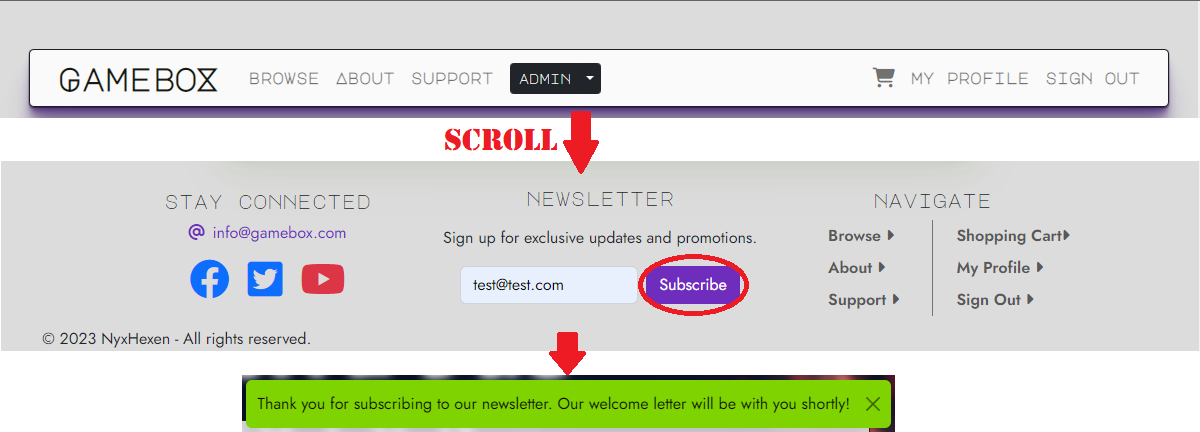 GAMEBOX BROWSE ABOUT SUPPORT ADMIN MY PROFILE SIGN OUT
SCROLL
STAY CONNECTED
info@gamebox.com
NEWSLETTER
Sign up for exclusive updates and promotions.
test@test.com Subscribe
NAVIGATE
Browse
About
Support
Shopping Cart
My Profile
Sign Out
© 2023 NyxHexen - All rights reserved.
Thank you for subscribing to our newsletter. Our welcome letter will be with you shortly!